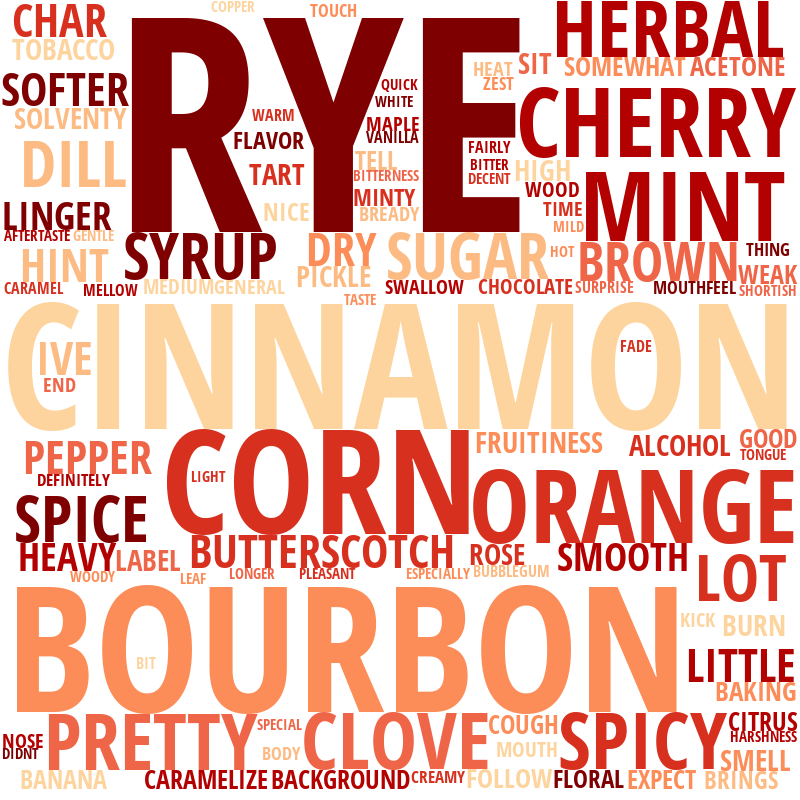 COPPER
TOUCH
CHAR
TOBACCO
RYE
HERBAL
SIT
SOMEWHAT
ACETONE
HEAT
ZEST
SOFTER
QUICK
WHITE
SOLVENTY
WARM
MAPLE
VANILLA
CHERRY
FLAVOR
FAIRLY
BITTER
DECENT
HIGH
DILL
TART
TELL
BITTERNESS
MINTY
WOOD
TIME
MILD
MINT
LINGER
NICE
BREADY
AFTERTASTE
GENTLE
SYRUP
DRY
SUGAR
HOT
BROWN
THING
HINT
PICKLE
WEAK
CARAMEL
MELLOW
MEDIUM
GENERAL
SWALLOW
CHOCOLATE
SURPRISE
MOUTHFEEL
SHORTISH
TASTE
CINNAMON
IVE
END
FADE
PEPPER
DEFINITELY
CORN
LIGHT
FRUITINESS
ALCOHOL
GOOD
TONGUE
ORANGE
SPICE
HEAVY
LABEL
BUTTERSCOTCH
ROSE
SMOOTH
LOT
WOODY
LEAF
LONGER
PLEASANT
ESPECIALLY
BUBBLEGUM
BOURBON
BIT
KICK
BURN
LITTLE
BAKING
NOSE
DIDNT
PRETTY
SPECIAL
BODY
CLOVE
COUGH
MOUTH
SPICY
CITRUS
HARSHNESS
SMELL
BANANA
CARAMELIZE
BACKGROUND
CREAMY
FOLLOW
FLORAL
EXPECT
BRINGS